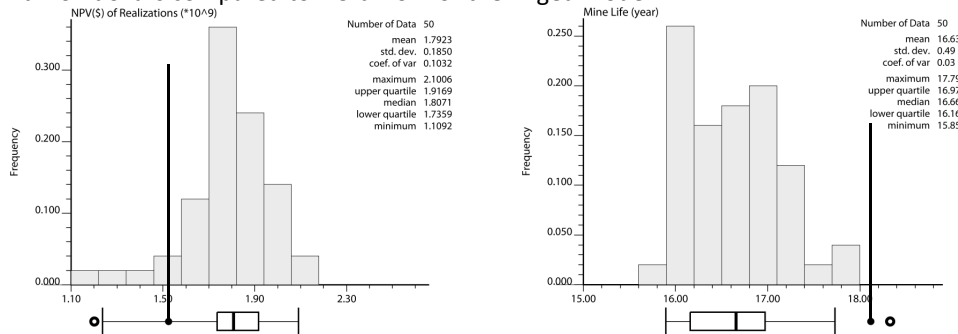 NPV($) of Realizations (*10^9)
Number of Data 50
mean 1.7923
std. dev. 0.1850
coef. of var 0.1032
maximum 2.1006
upper quartile 1.9169
median 1.8071
lower quartile 1.7359
minimum 1.1092
Frequency
0.300
0.200
0.100
0.000
1.10 1.50 1.90 2.30
Mine Life (year)
Number of Data 50
mean 16.63
std. dev. 0.49
coef. of var 0.03
maximum 17.79
upper quartile 16.97
median 16.66
lower quartile 16.16
minimum 15.85
Frequency
0.250
0.200
0.150
0.100
0.050
0.000
15.00 16.00 17.00 18.00